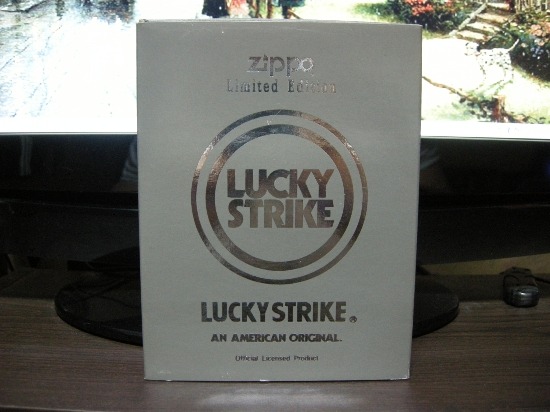 zippo
Limited Edition
LUCKY
STRIKE
LUCKY STRIKE®
AN AMERICAN ORIGINAL.
Official Licensed Product